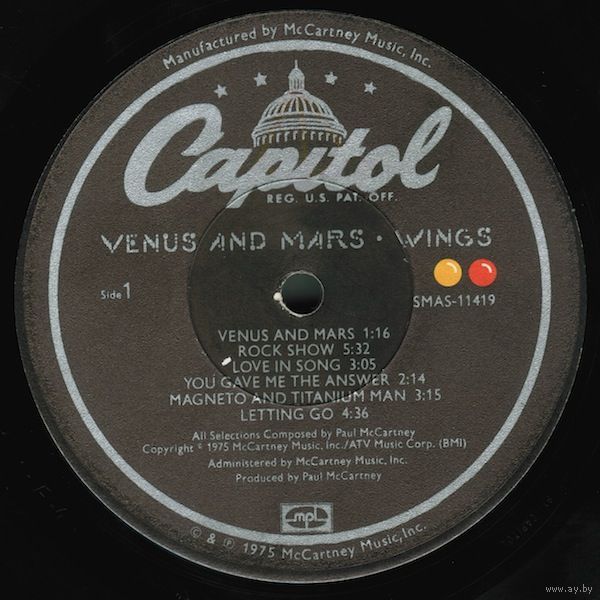 Manufactured by McCartney Music, Inc.
Capitol
REG. U.S. PAT. OFF.
VENUS AND MARS • WINGS
Side 1
SMAS-11419
VENUS AND MARS 1:16
ROCK SHOW 5:32
LOVE IN SONG 3:05
YOU GAVE ME THE ANSWER 2:14
MAGNETO AND TITANIUM MAN 3:15
LETTING GO 4:36
All Selections Composed by Paul McCartney
Copyright © 1975 McCartney Music, Inc./ATV Music Corp. (BMI)
Administered by McCartney Music, Inc.
Produced by Paul McCartney
mpl
© & ℗ 1975 McCartney Music, Inc.
www.ay.by